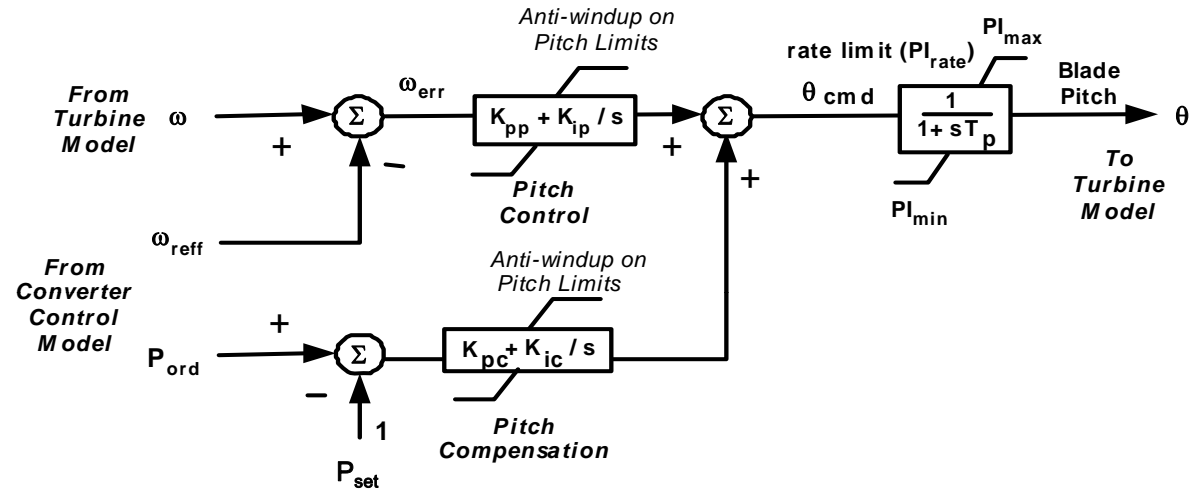 Anti-windup on
Pitch Limits
From
Turbine
Model
ω
+
Σ
−
ω_err
K_pp + K_ip / s
Pitch
Control
+
Σ
+
rate limit (PI_rate)
θ_cmd
PI_max
1
1 + sT_p
PI_min
Blade
Pitch
θ
To
Turbine
Model
ω_reff
From
Converter
Control
Model
P_ord
+
Σ
−
1
P_set
Anti-windup on
Pitch Limits
K_pc + K_ic / s
Pitch
Compensation